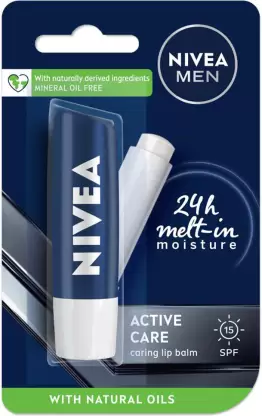 With naturally derived ingredients
MINERAL OIL FREE
NIVEA
MEN
NIVEA
24h
melt-in
moisture
ACTIVE
CARE
caring lip balm
15
SPF
WITH NATURAL OILS